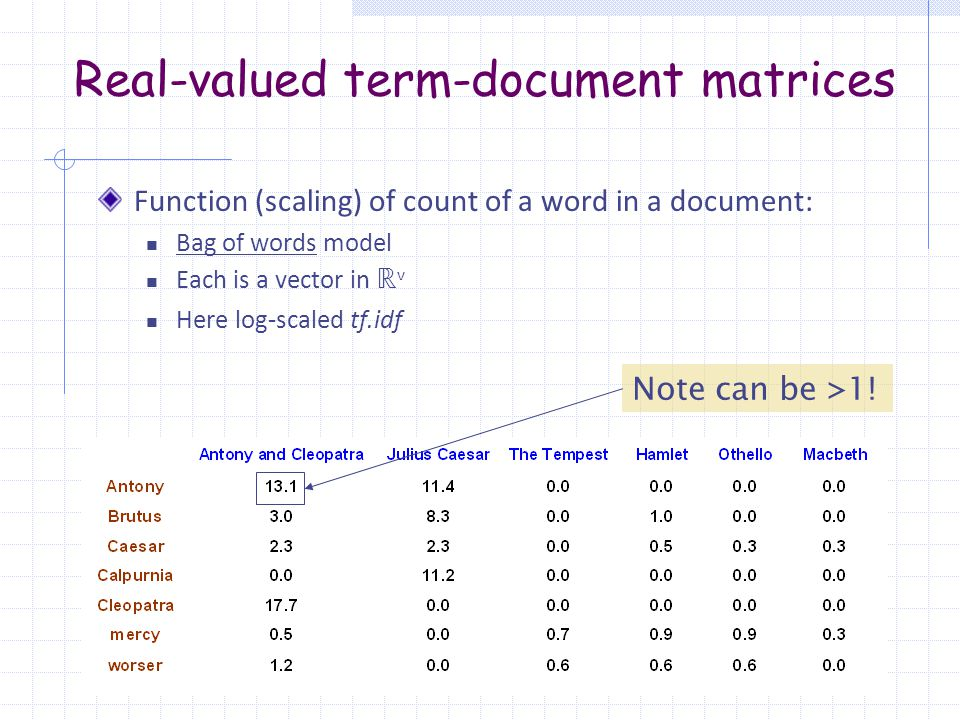 Real-valued term-document matrices
Function (scaling) of count of a word in a document:
Bag of words model
Each is a vector in ℝᵛ
Here log-scaled tf.idf
Note can be >1!
Antony and Cleopatra Julius Caesar The Tempest Hamlet Othello Macbeth
Antony 13.1 11.4 0.0 0.0 0.0 0.0
Brutus 3.0 8.3 0.0 1.0 0.0 0.0
Caesar 2.3 2.3 0.0 0.5 0.3 0.3
Calpurnia 0.0 11.2 0.0 0.0 0.0 0.0
Cleopatra 17.7 0.0 0.0 0.0 0.0 0.0
mercy 0.5 0.0 0.7 0.9 0.9 0.3
worser 1.2 0.0 0.6 0.6 0.6 0.0